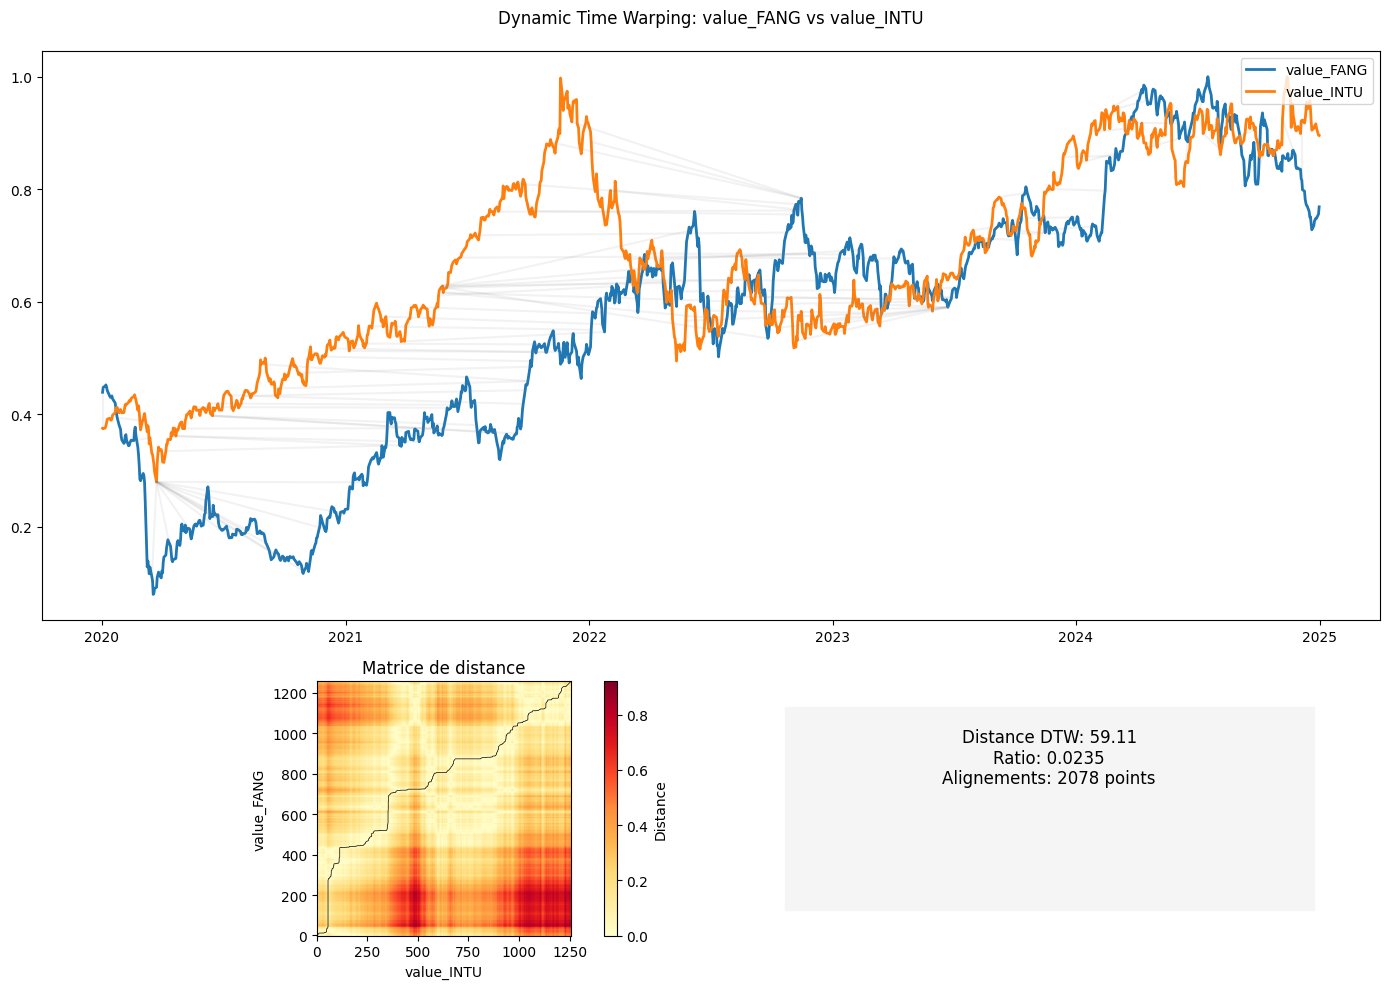 Dynamic Time Warping: value_FANG vs value_INTU
1.0
0.8
0.6
0.4
0.2
value_FANG
value_INTU
2020 2021 2022 2023 2024 2025
Matrice de distance
1200
1000
800
600
400
200
0
value_FANG
0 250 500 750 1000 1250
value_INTU
0.8
0.6
0.4
0.2
0.0
Distance
Distance DTW: 59.11
Ratio: 0.0235
Alignements: 2078 points